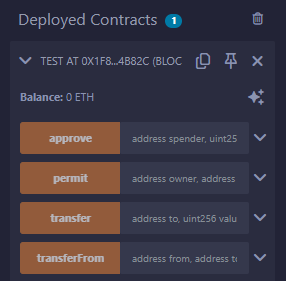 Deployed Contracts 1
TEST AT 0X1F8...4B82C (BLOC
Balance: 0 ETH
approve address spender, uint25
permit address owner, address
transfer address to, uint256 valu
transferFrom address from, address to